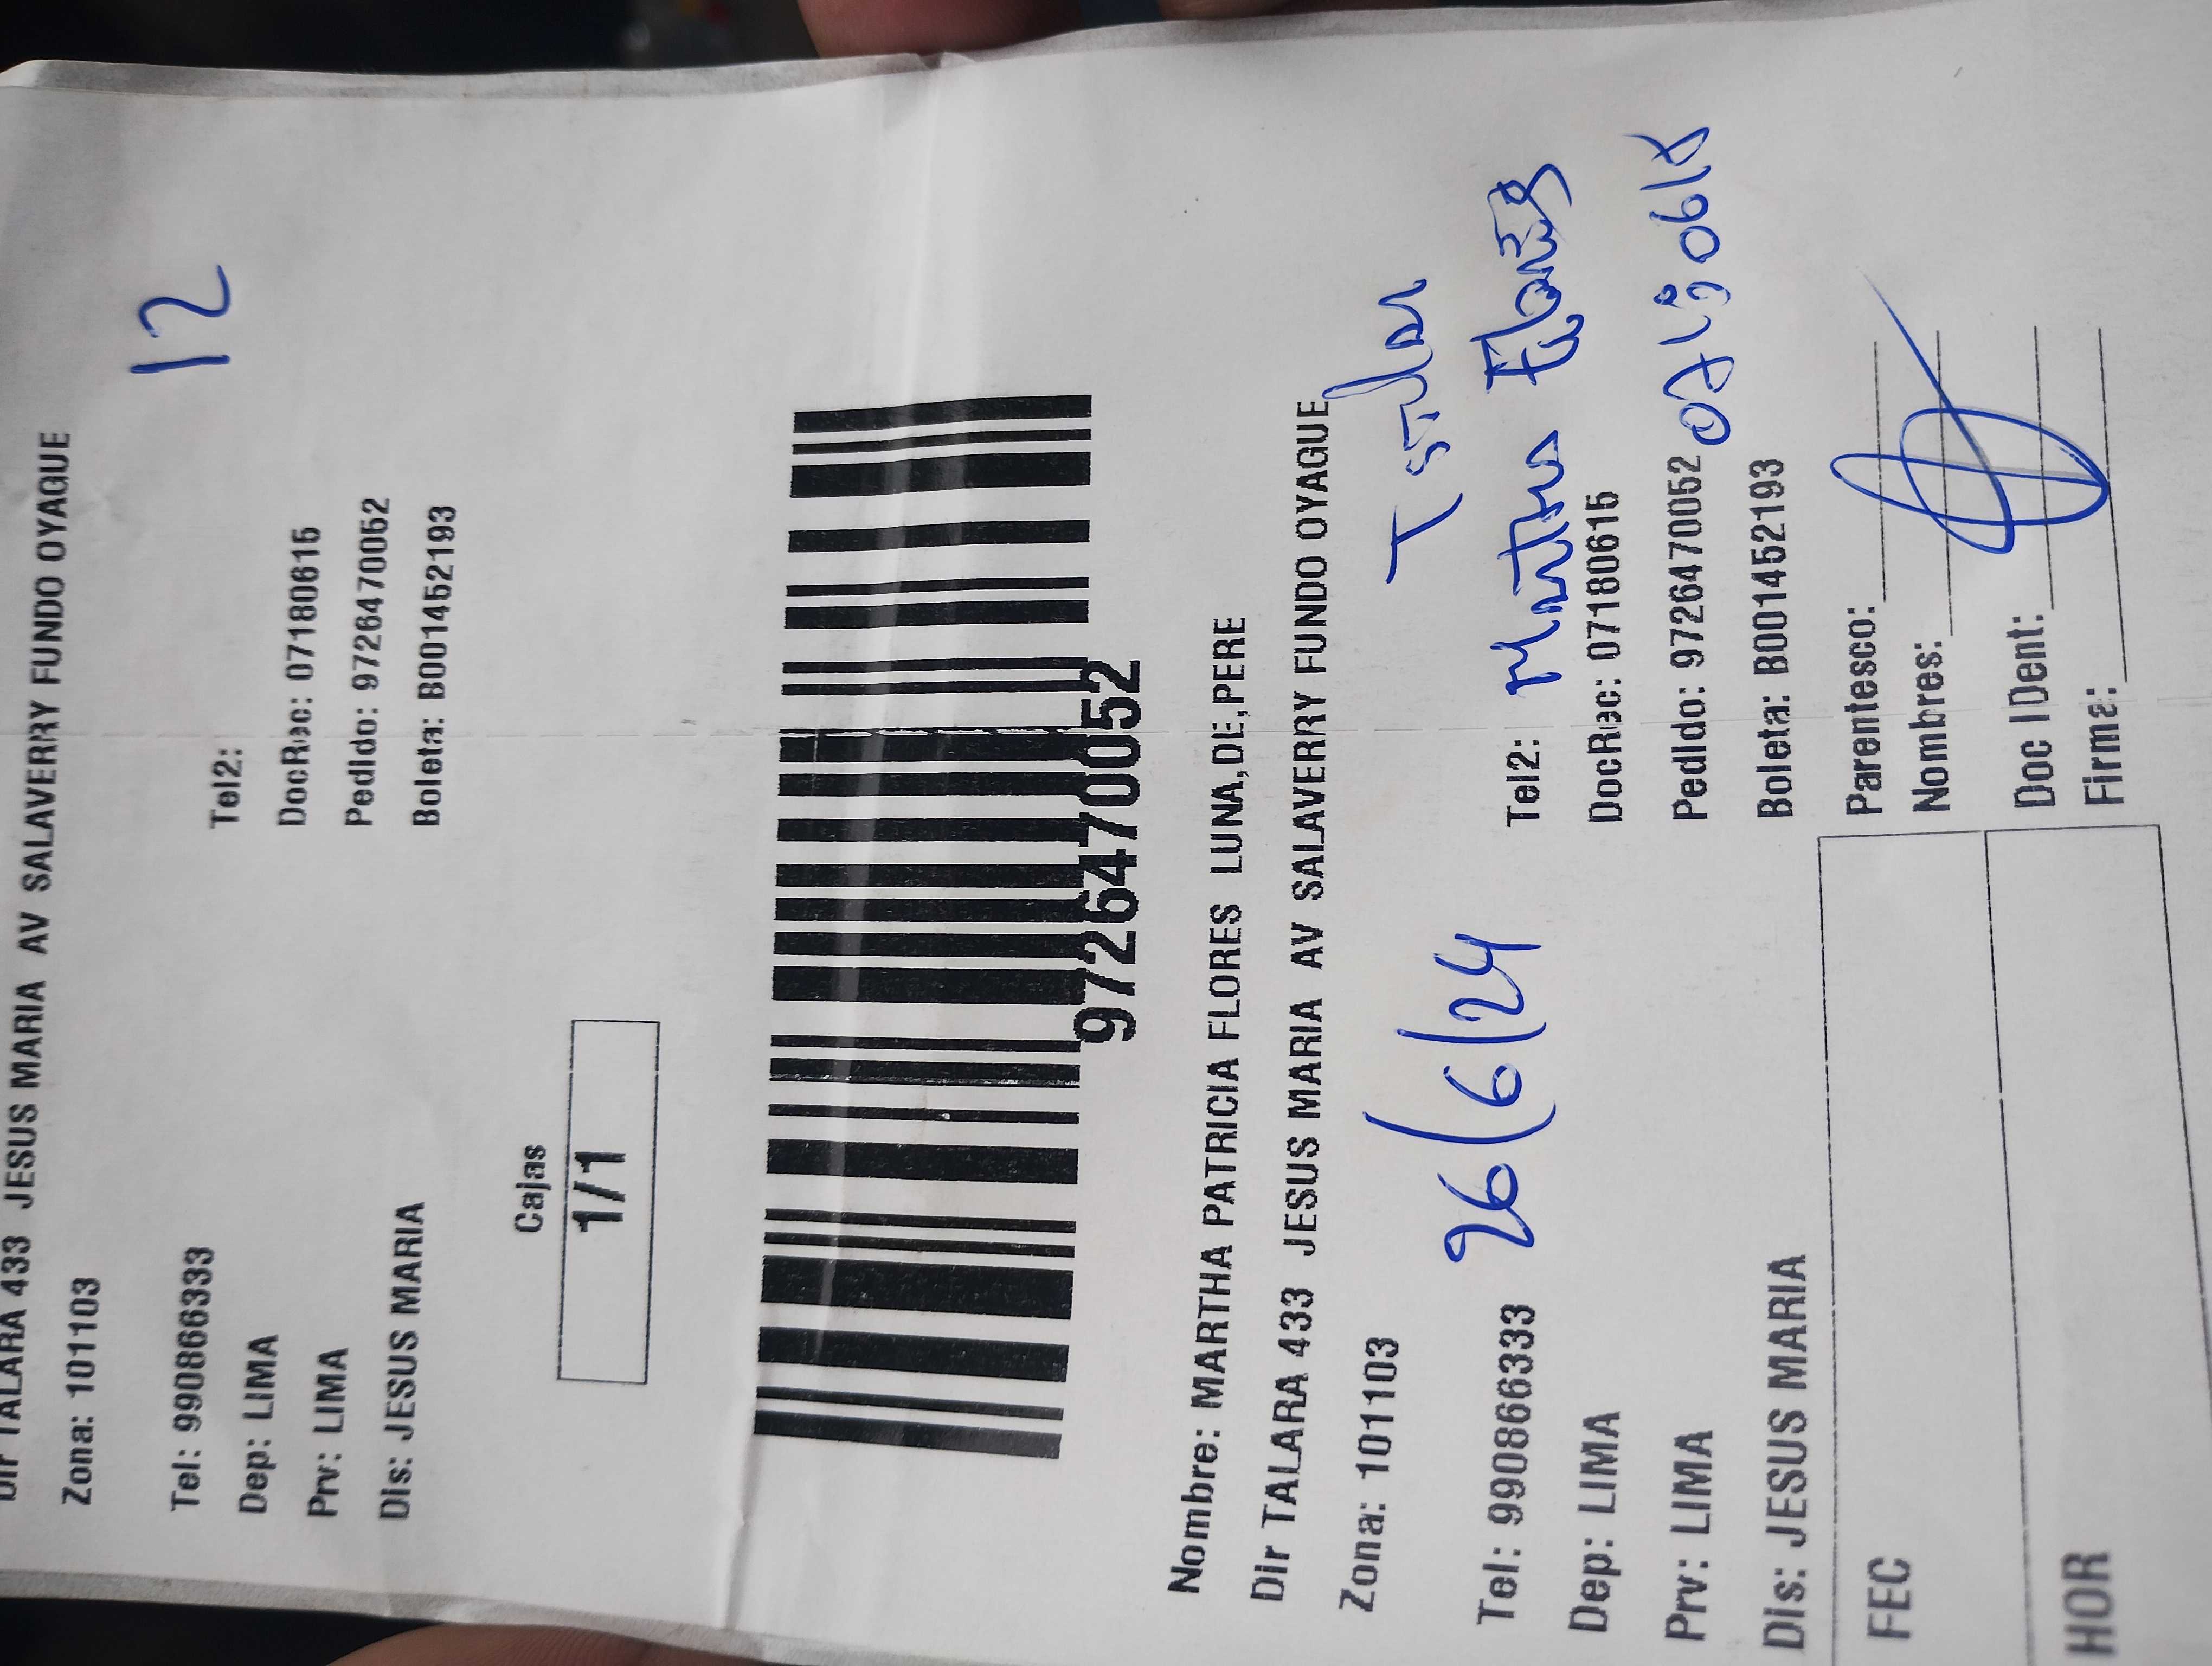 Dir TALARA 433 JESUS MARIA AV SALAVERRY FUNDO OYAGUE
Zona: 101103
12
Tel: 990866333 Tel2:
Dep: LIMA DocRec: 07180615
Prv: LIMA Pedido: 9726470052
Dis: JESUS MARIA Boleta: B001452193
Cajas
1/1
9726470052
Nombre: MARTHA PATRICIA FLORES LUNA,DE,PERE
Dir TALARA 433 JESUS MARIA AV SALAVERRY FUNDO OYAGUE
Zona: 101103
26/6/24
Tel: 990866333 Tel2: Martha Flores
Dep: LIMA DocRec: 07180615
Prv: LIMA Pedido: 9726470052
Dis: JESUS MARIA Boleta: B001452193
FEC Parentesco:
Nombres:
HOR Doc IDent:
Firma: